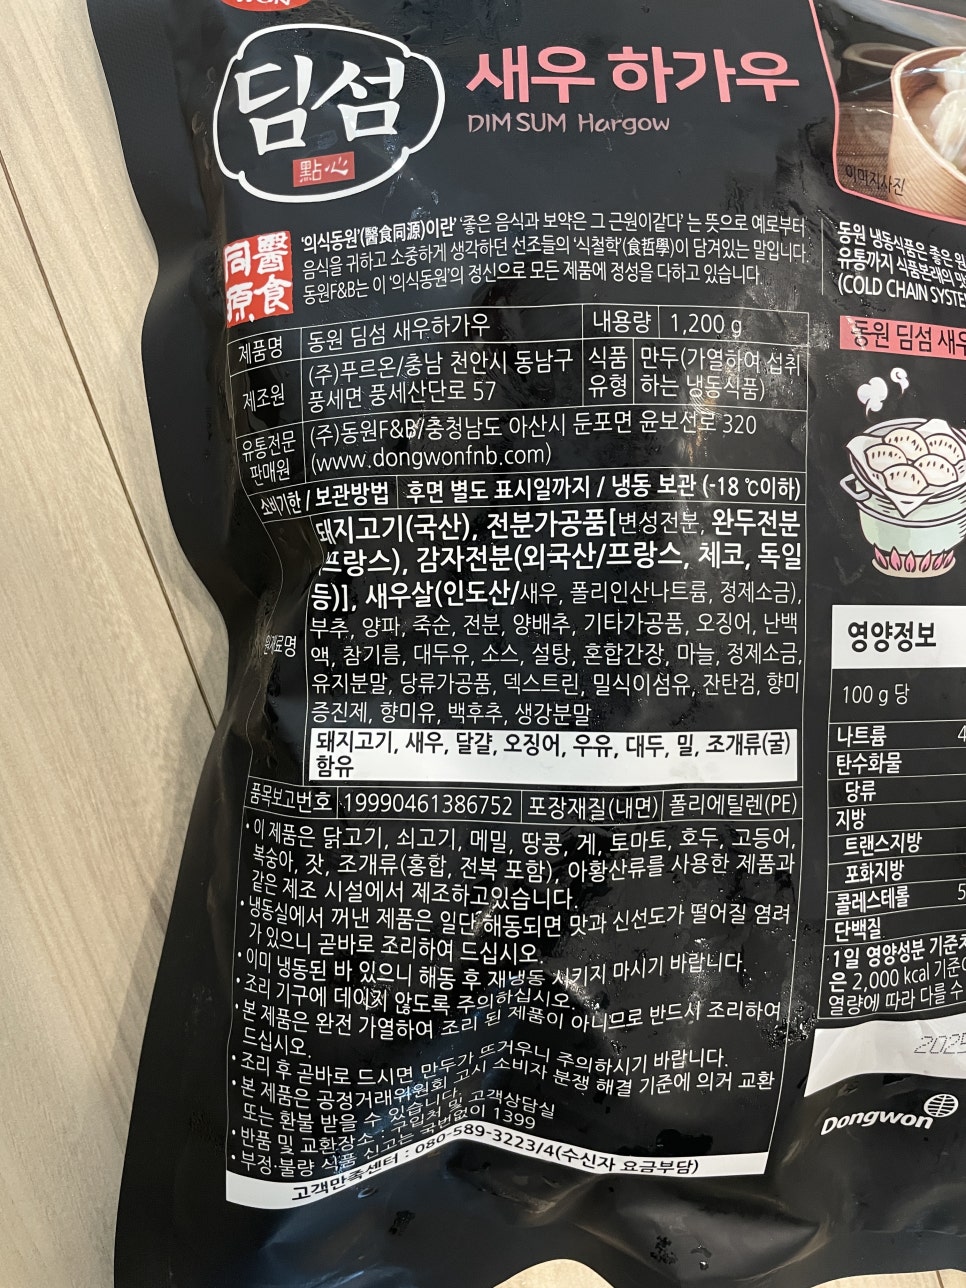 딤섬
點心
새우 하가우
DIM SUM Hargow
이미지사진
醫食同源
'의식동원'(醫食同源)이란 '좋은 음식과 보약은 그 근원이같다' 는 뜻으로 예로부터
음식을 귀하고 소중하게 생각하던 선조들의 '식철학'(食哲學)이 담겨있는 말입니다.
동원F&B는 이 '의식동원'의 정신으로 모든 제품에 정성을 다하고 있습니다.
제품명 동원 딤섬 새우하가우 내용량 1,200 g
제조원 (주)푸르온/충남 천안시 동남구
풍세면 풍세산단로 57
식품유형 만두(가열하여 섭취
하는 냉동식품)
유통전문
판매원
(주)동원F&B/충청남도 아산시 둔포면 윤보선로 320
(www.dongwonfnb.com)
소비기한 / 보관방법 후면 별도 표시일까지 / 냉동 보관 (-18 ℃이하)
원재료명
돼지고기(국산), 전분가공품[변성전분, 완두전분
(프랑스), 감자전분(외국산/프랑스, 체코, 독일
등)], 새우살(인도산/새우, 폴리인산나트륨, 정제소금),
부추, 양파, 죽순, 전분, 양배추, 기타가공품, 오징어, 난백
액, 참기름, 대두유, 소스, 설탕, 혼합간장, 마늘, 정제소금,
유지분말, 당류가공품, 덱스트린, 밀식이섬유, 잔탄검, 향미
증진제, 향미유, 백후추, 생강분말
돼지고기, 새우, 달걀, 오징어, 우유, 대두, 밀, 조개류(굴)
함유
품목보고번호 19990461386752 포장재질(내면) 폴리에틸렌(PE)
• 이 제품은 닭고기, 쇠고기, 메밀, 땅콩, 게, 토마토, 호두, 고등어,
복숭아, 잣, 조개류(홍합, 전복 포함), 아황산류를 사용한 제품과
같은 제조 시설에서 제조하고있습니다.
• 냉동실에서 꺼낸 제품은 일단 해동되면 맛과 신선도가 떨어질 염려
가 있으니 곧바로 조리하여 드십시오.
• 이미 냉동된 바 있으니 해동 후 재냉동 시키지 마시기 바랍니다.
• 조리 기구에 데이지 않도록 주의하십시오.
• 본 제품은 완전 가열하여 조리 된 제품이 아니므로 반드시 조리하여
드십시오.
• 조리 후 곧바로 드시면 만두가 뜨거우니 주의하시기 바랍니다.
• 본 제품은 공정거래위원회 고시 소비자 분쟁 해결 기준에 의거 교환
또는 환불 받을 수 있습니다.
• 반품 및 교환장소 : 구입처 및 고객상담실
• 부정·불량 식품 신고는 국번없이 1399
고객만족센터 : 080-589-3223/4(수신자 요금부담)
동원 냉동식품은 좋은
유통까지 식품본래의
(COLD CHAIN
동원 딤섬
영양정보
100 g 당
나트륨
탄수화물
당류
지방
트랜스지방
포화지방
콜레스테롤
단백질
1일 영양성분
은 2,000 kcal
열량에 따라 다를 수
Dongwon